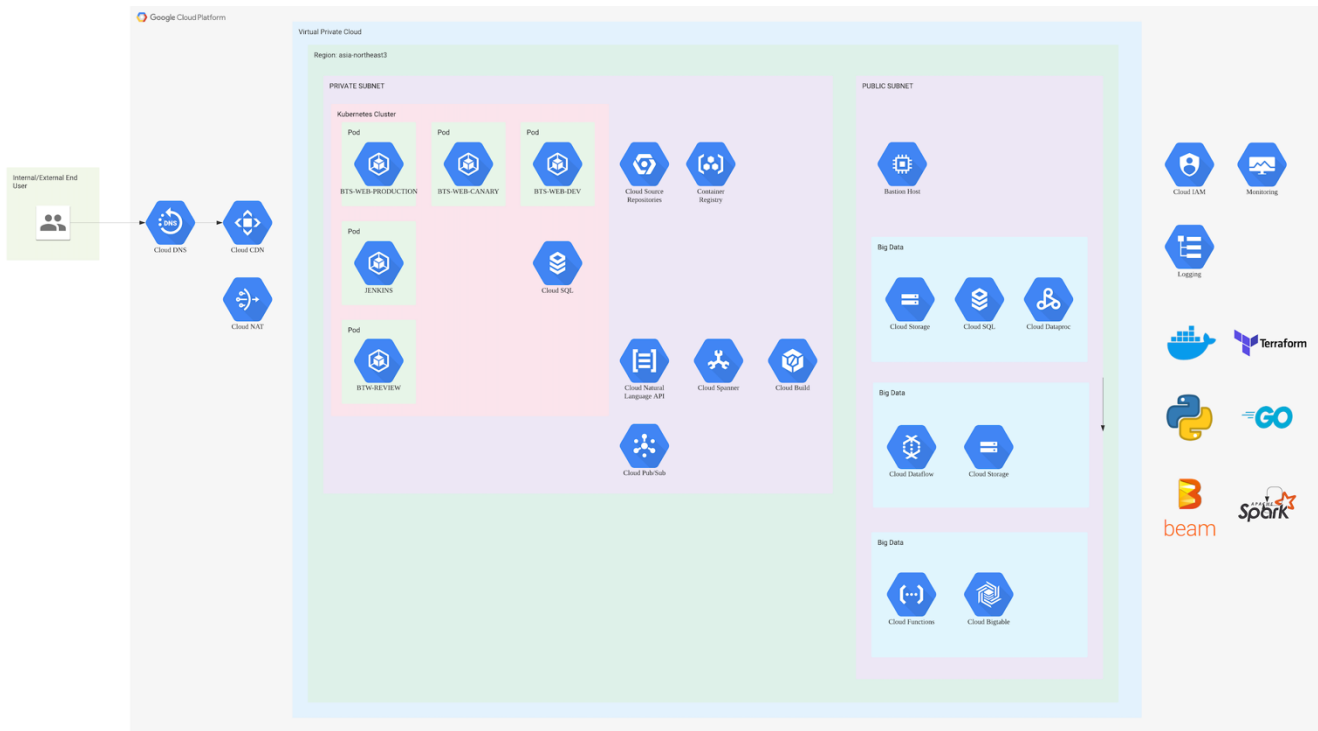 Google Cloud Platform
Virtual Private Cloud
Region: asia-northeast3
PRIVATE SUBNET
Kubernetes Cluster
Pod
BTS-WEB-PRODUCTION
Pod
BTS-WEB-CANARY
Pod
BTS-WEB-DEV
Cloud Source
Repositories
Container
Registry
Internal/External End
User
DNS
Cloud DNS
Cloud CDN
Cloud NAT
Pod
JENKINS
Cloud SQL
Pod
BTW-REVIEW
Cloud Natural
Language API
Cloud Spanner
Cloud Build
Cloud Pub/Sub
PUBLIC SUBNET
Bastion Host
Big Data
Cloud Storage
Cloud SQL
Cloud Dataproc
Big Data
Cloud Dataflow
Cloud Storage
Big Data
Cloud Functions
Cloud Bigtable
Cloud IAM
Monitoring
Logging
Terraform
GO
beam
APACHE
Spark